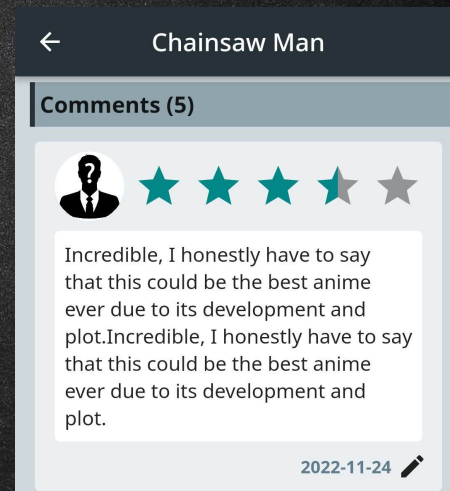 Chainsaw Man
Comments (5)
?
Incredible, I honestly have to say
that this could be the best anime
ever due to its development and
plot.Incredible, I honestly have to say
that this could be the best anime
ever due to its development and
plot.
2022-11-24